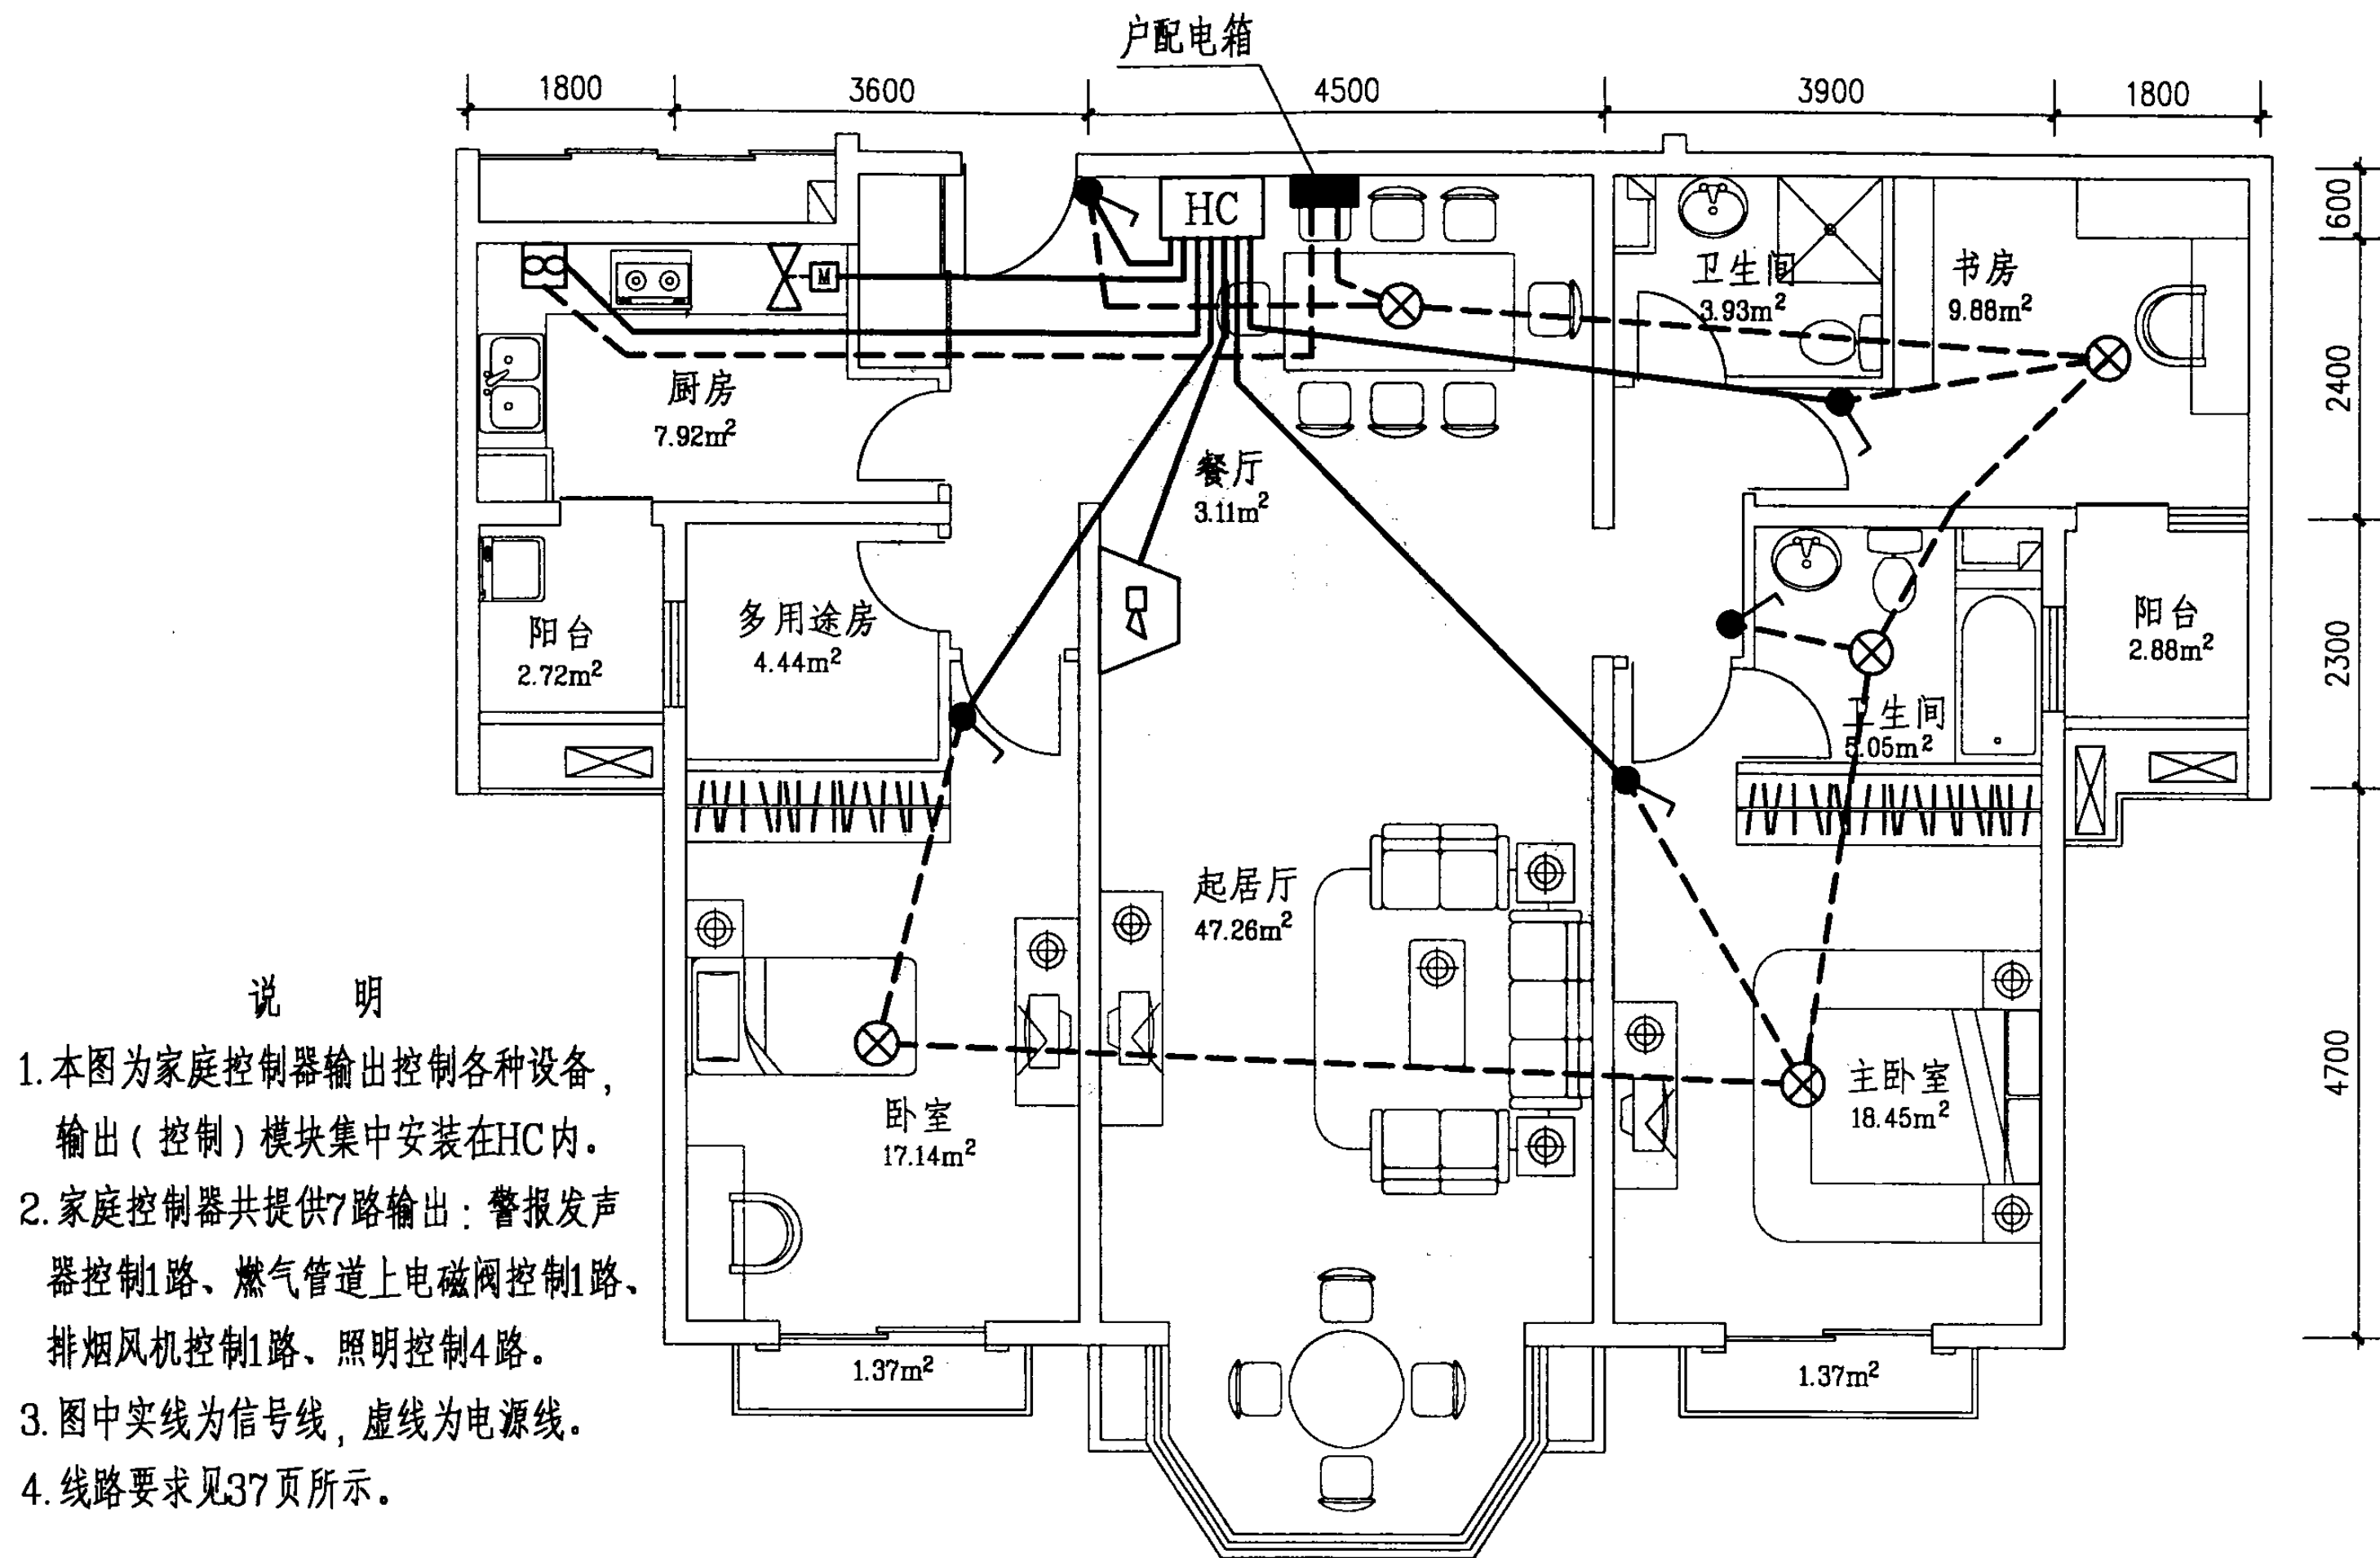 户配电箱
1800
3600
4500
3900
1800
600
2400
2300
4700
HC
M
卫生间
3.93m²
书房
9.88m²
厨房
7.92m²
餐厅
3.11m²
阳台
2.72m²
多用途房
4.44m²
阳台
2.88m²
卫生间
5.05m²
起居厅
47.26m²
卧室
17.14m²
主卧室
18.45m²
1.37m²
1.37m²
说 明
1.本图为家庭控制器输出控制各种设备,
输出(控制)模块集中安装在HC内。
2.家庭控制器共提供7路输出:警报发声
器控制1路、燃气管道上电磁阀控制1路、
排烟风机控制1路、照明控制4路。
3.图中实线为信号线,虚线为电源线。
4.线路要求见37页所示。